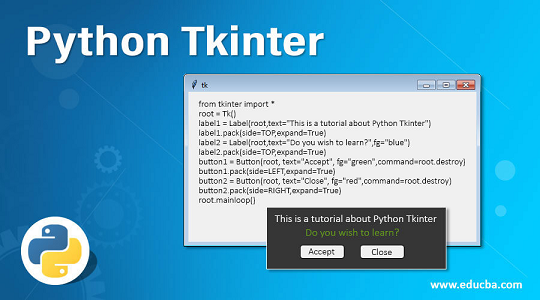 Python Tkinter
tk
from tkinter import *
root = Tk()
label1 = Label(root,text="This is a tutorial about Python Tkinter")
label1.pack(side=TOP,expand=True)
label2 = Label(root,text="Do you wish to learn?",fg="blue")
label2.pack(side=TOP,expand=True)
button1 = Button(root, text="Accept", fg="green",command=root.destroy)
button1.pack(side=LEFT,expand=True)
button2 = Button(root, text="Close", fg="red",command=root.destroy)
button2.pack(side=RIGHT,expand=True)
root.mainloop()
This is a tutorial about Python Tkinter
Do you wish to learn?
Accept Close
www.educba.com